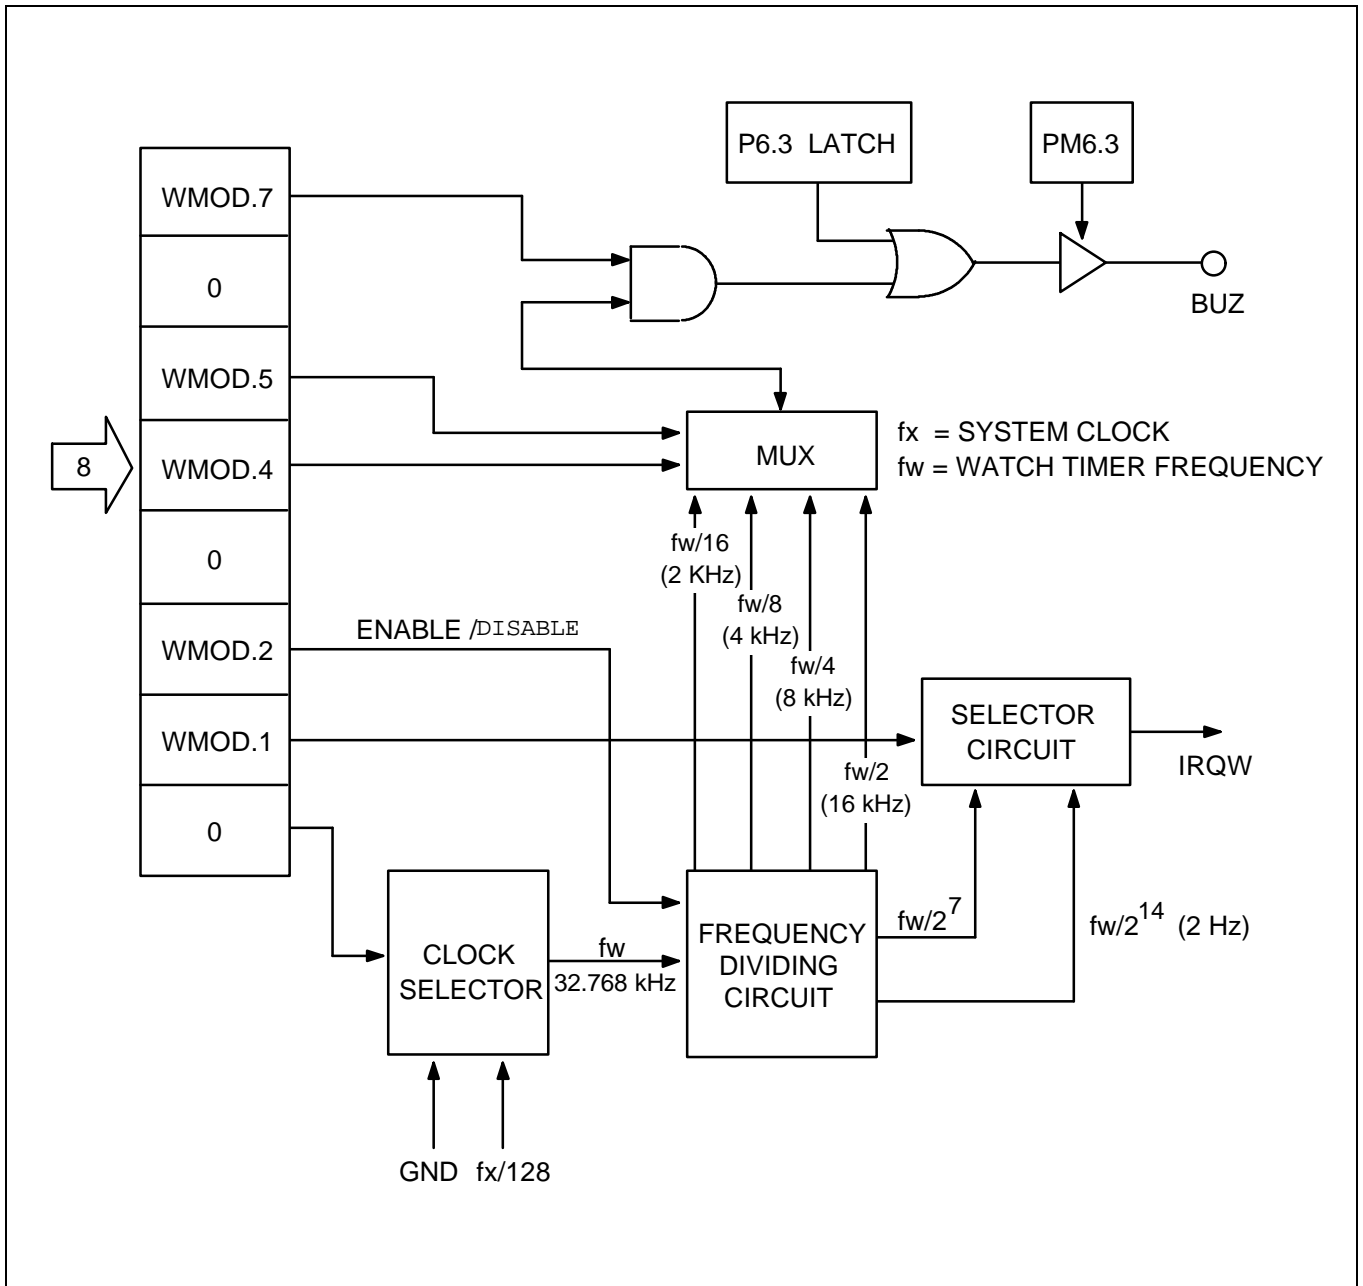 P6.3 LATCH
PM6.3
WMOD.7
0
BUZ
WMOD.5
8
WMOD.4
MUX
fx = SYSTEM CLOCK
fw = WATCH TIMER FREQUENCY
0
fw/16
(2 KHz)
fw/8
(4 kHz)
fw/4
(8 kHz)
fw/2
(16 kHz)
ENABLE /DISABLE
WMOD.2
WMOD.1
SELECTOR
CIRCUIT
IRQW
0
CLOCK
SELECTOR
fw
32.768 kHz
FREQUENCY
DIVIDING
CIRCUIT
fw/2^7
fw/2^14 (2 Hz)
GND fx/128